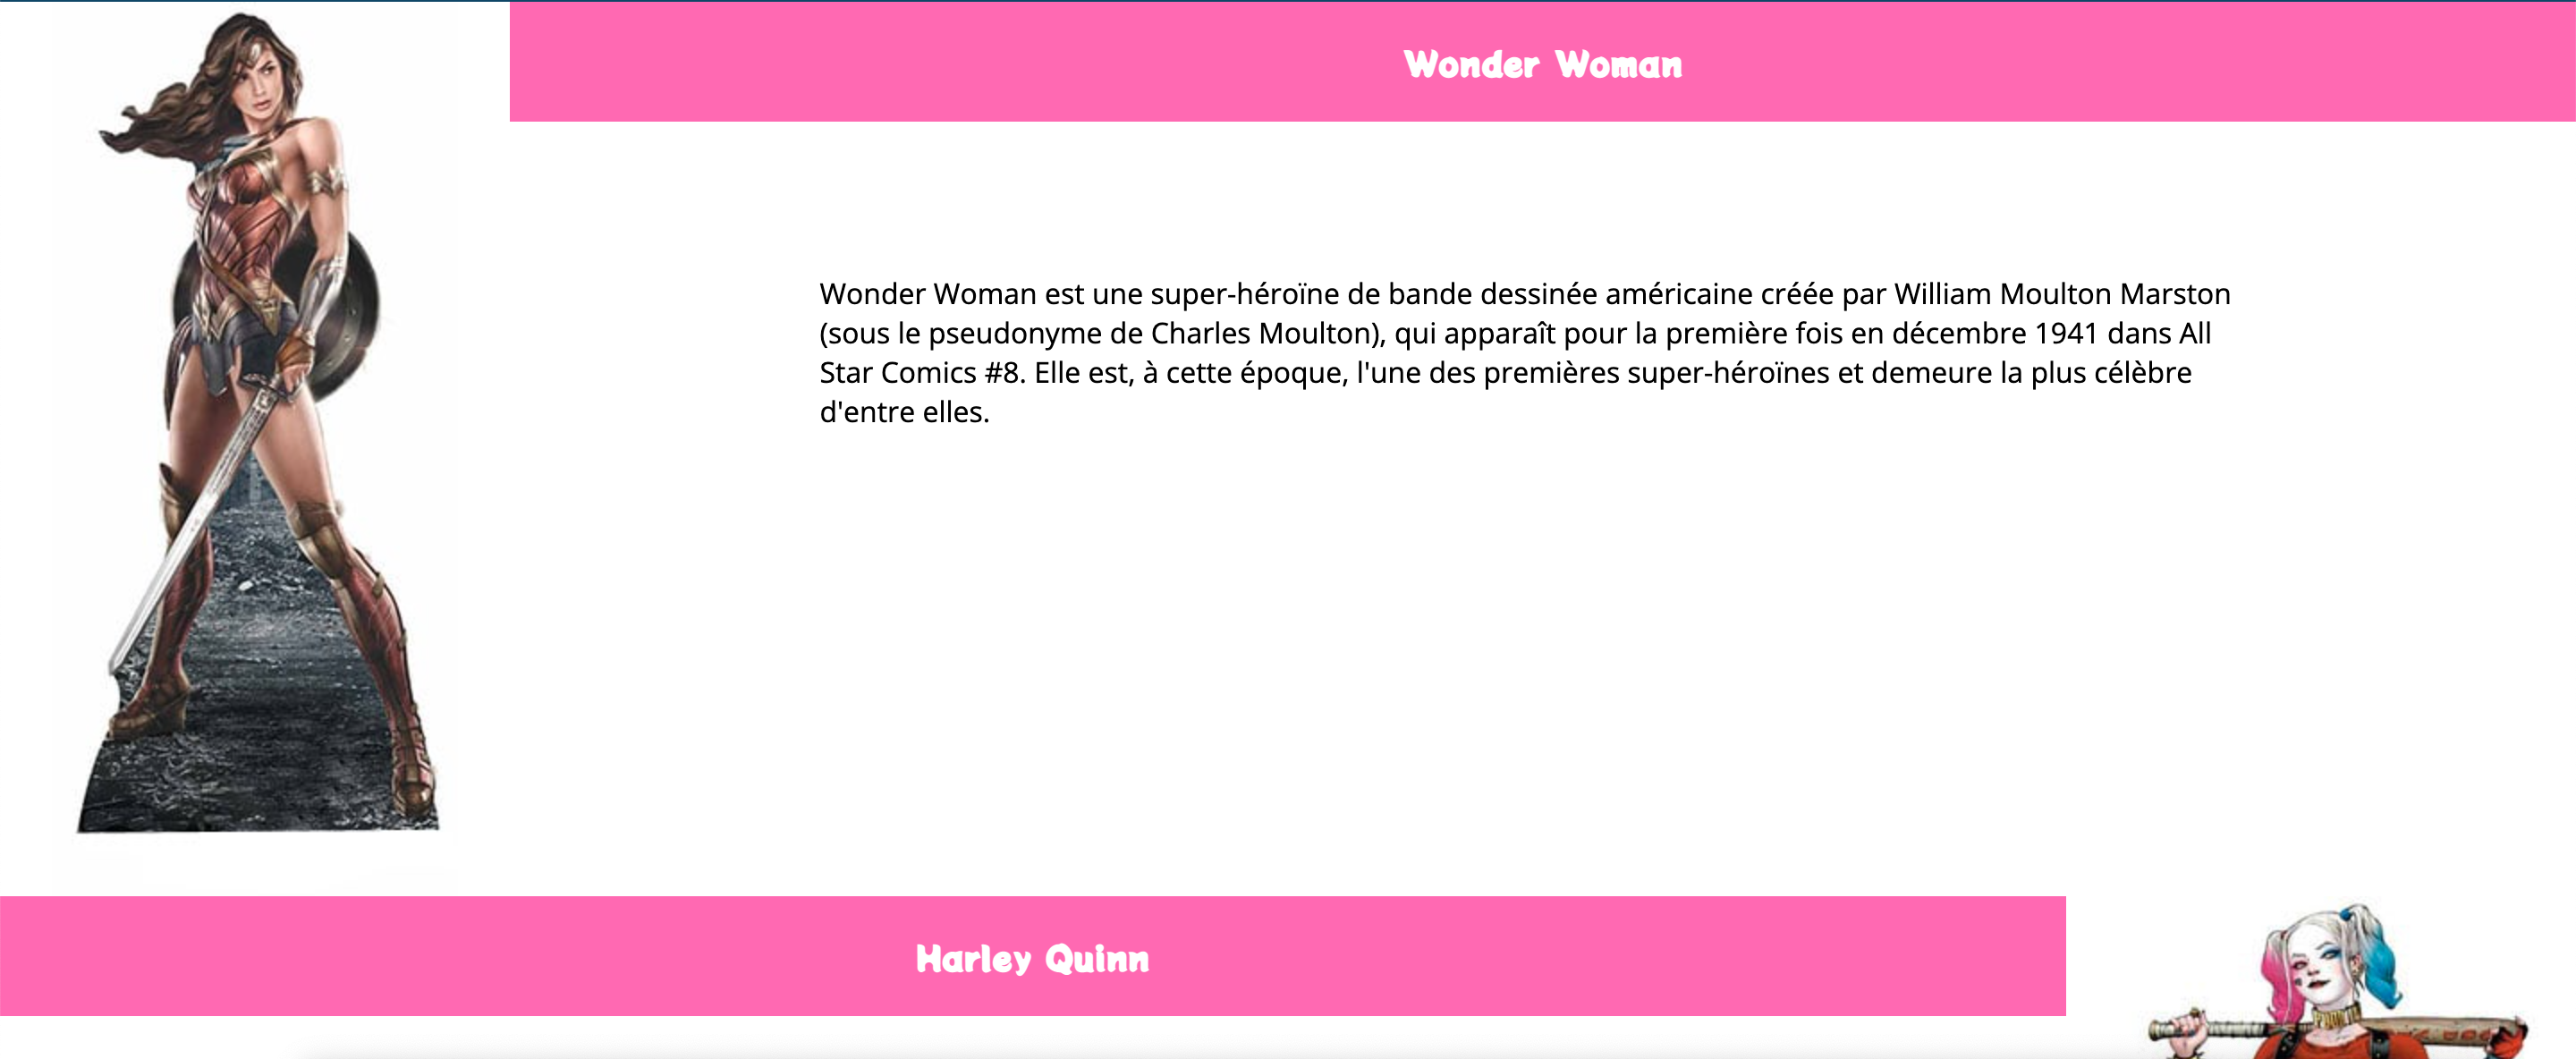 Wonder Woman
Wonder Woman est une super-héroïne de bande dessinée américaine créée par William Moulton Marston
(sous le pseudonyme de Charles Moulton), qui apparaît pour la première fois en décembre 1941 dans All
Star Comics #8. Elle est, à cette époque, l'une des premières super-héroïnes et demeure la plus célèbre
d'entre elles.
Harley Quinn